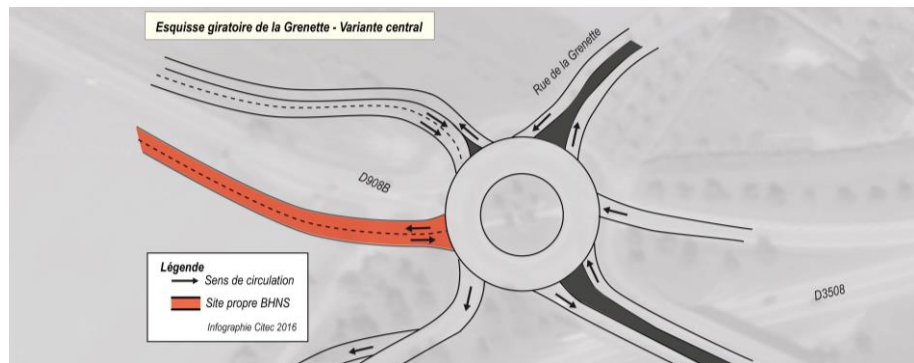 Esquisse giratoire de la Grenette - Variante central
Rue de la Grenette
D908B
D3508
Légende
Sens de circulation
Site propre BHNS
Infographie Citec 2016